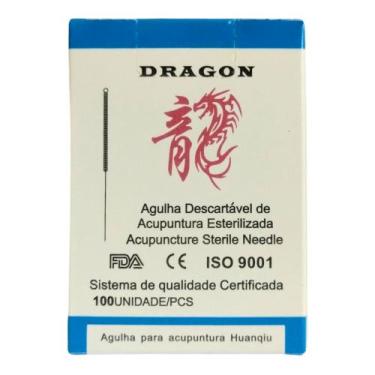 DRAGON
龍
Agulha Descartável de
Acupuntura Esterilizada
Acupuncture Sterile Needle
FDA CE ISO 9001
Sistema de qualidade Certificada
100UNIDADE/PCS
Agulha para acupuntura Huanqiu